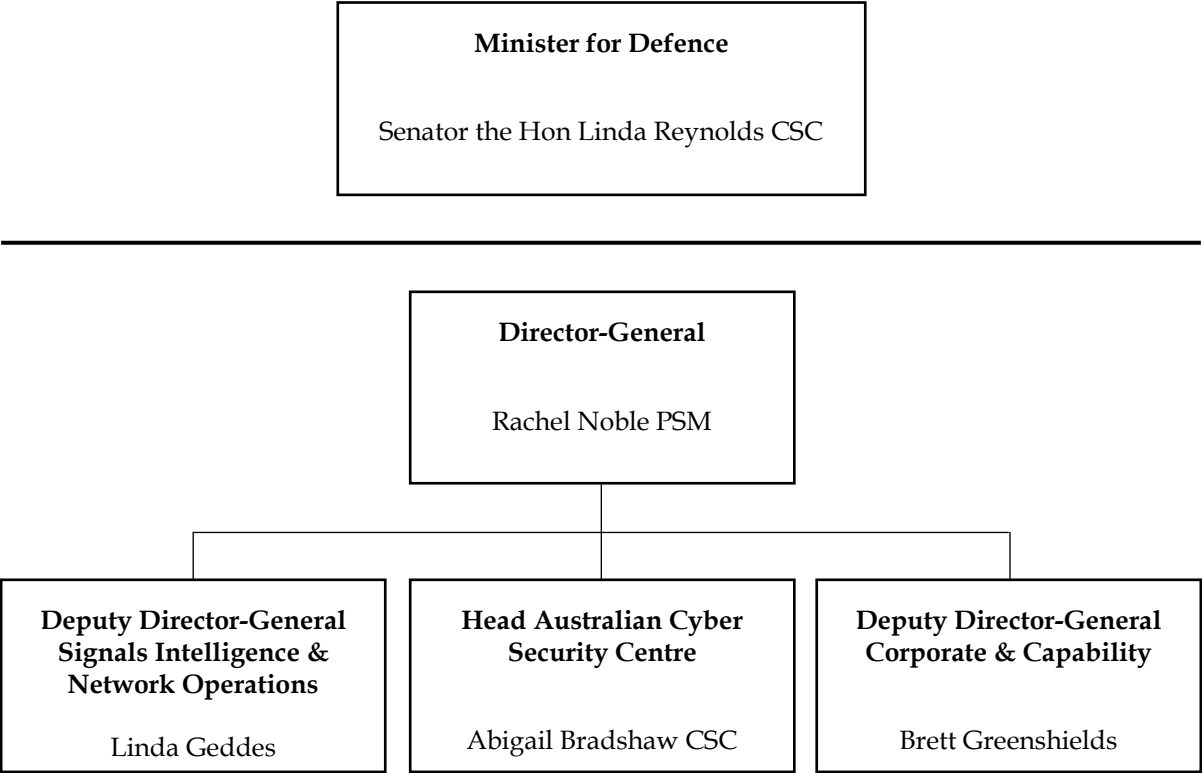 Minister for Defence
Senator the Hon Linda Reynolds CSC
Director-General
Rachel Noble PSM
Deputy Director-General
Signals Intelligence &
Network Operations
Linda Geddes
Head Australian Cyber
Security Centre
Abigail Bradshaw CSC
Deputy Director-General
Corporate & Capability
Brett Greenshields